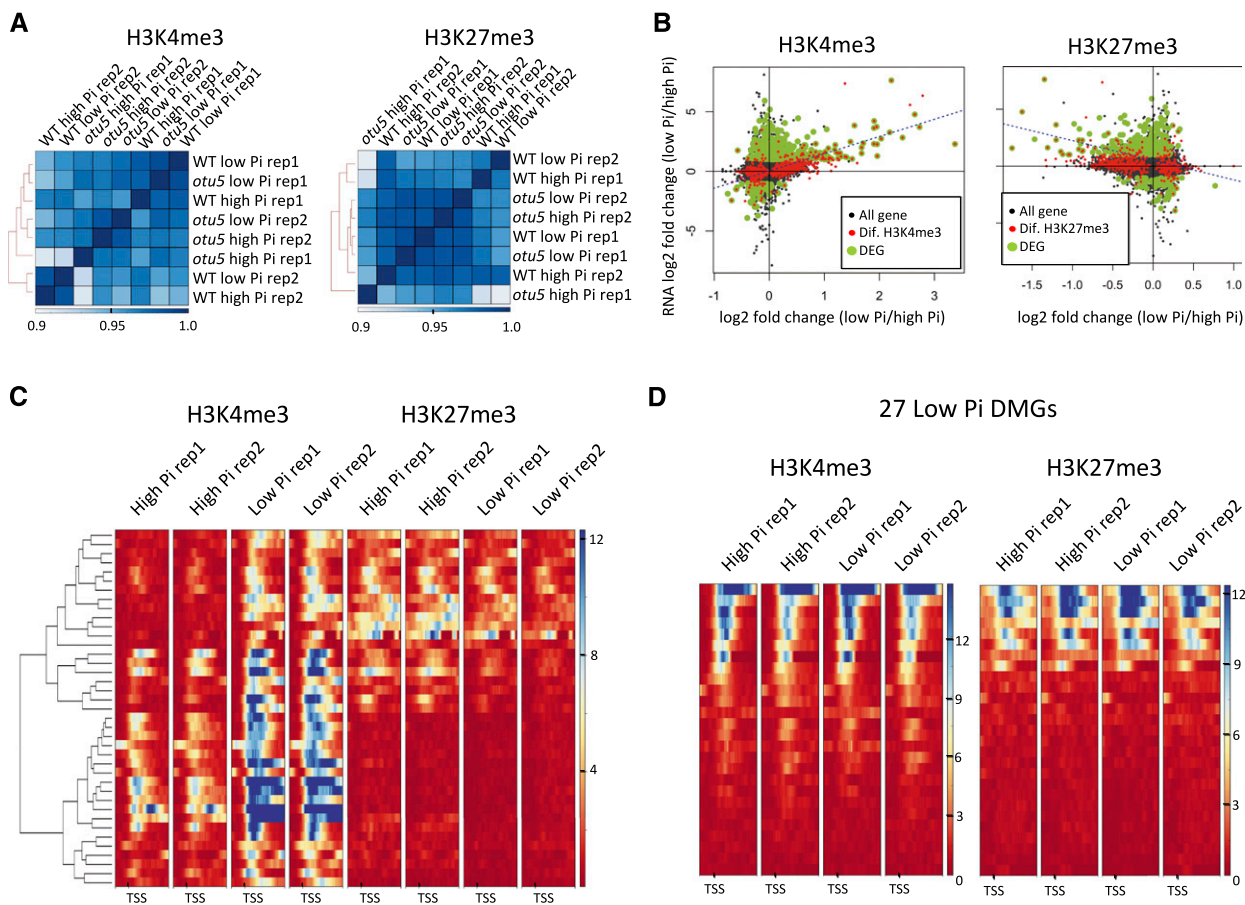 A
H3K4me3
WT high Pi rep2
WT low Pi rep2
otu5 high Pi rep1
otu5 high Pi rep2
otu5 low Pi rep2
WT high Pi rep1
otu5 low Pi rep1
WT low Pi rep1
WT low Pi rep1
otu5 low Pi rep1
WT high Pi rep1
otu5 low Pi rep2
otu5 high Pi rep2
otu5 high Pi rep1
WT low Pi rep2
WT high Pi rep2
0.9 0.95 1.0
H3K27me3
otu5 high Pi rep1
WT high Pi rep2
otu5 low Pi rep1
WT low Pi rep1
otu5 high Pi rep2
otu5 low Pi rep2
WT high Pi rep1
WT low Pi rep2
WT low Pi rep2
WT high Pi rep1
otu5 low Pi rep2
otu5 high Pi rep2
WT low Pi rep1
otu5 low Pi rep1
WT high Pi rep2
otu5 high Pi rep1
0.9 0.95 1.0
B
H3K4me3
RNA log2 fold change (low Pi/high Pi)
5
0
-5
All gene
Dif. H3K4me3
DEG
-1 0 1 2 3
log2 fold change (low Pi/high Pi)
H3K27me3
All gene
Dif. H3K27me3
DEG
-1.5 -1.0 -0.5 0.0 0.5 1.0
log2 fold change (low Pi/high Pi)
C
H3K4me3
H3K27me3
High Pi rep1
High Pi rep2
Low Pi rep1
Low Pi rep2
High Pi rep1
High Pi rep2
Low Pi rep1
Low Pi rep2
12
8
4
TSS TSS TSS TSS TSS TSS TSS TSS
D
27 Low Pi DMGs
H3K4me3
High Pi rep1
High Pi rep2
Low Pi rep1
Low Pi rep2
12
9
6
3
0
TSS TSS TSS TSS
H3K27me3
High Pi rep1
High Pi rep2
Low Pi rep1
Low Pi rep2
12
9
6
3
0
TSS TSS TSS TSS